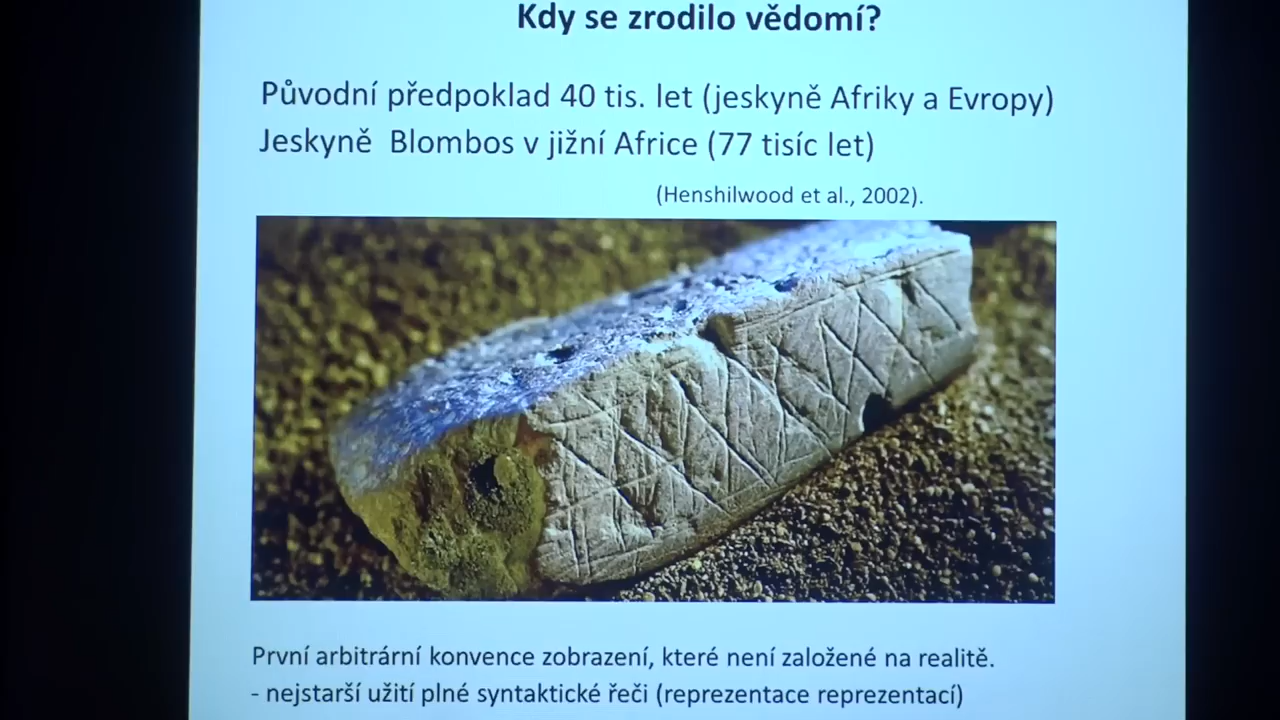 Kdy se zrodilo vědomí?
Původní předpoklad 40 tis. let (jeskyně Afriky a Evropy)
Jeskyně Blombos v jižní Africe (77 tisíc let)
(Henshilwood et al., 2002).
První arbitrární konvence zobrazení, které není založené na realitě.
- nejstarší užití plné syntaktické řeči (reprezentace reprezentací)